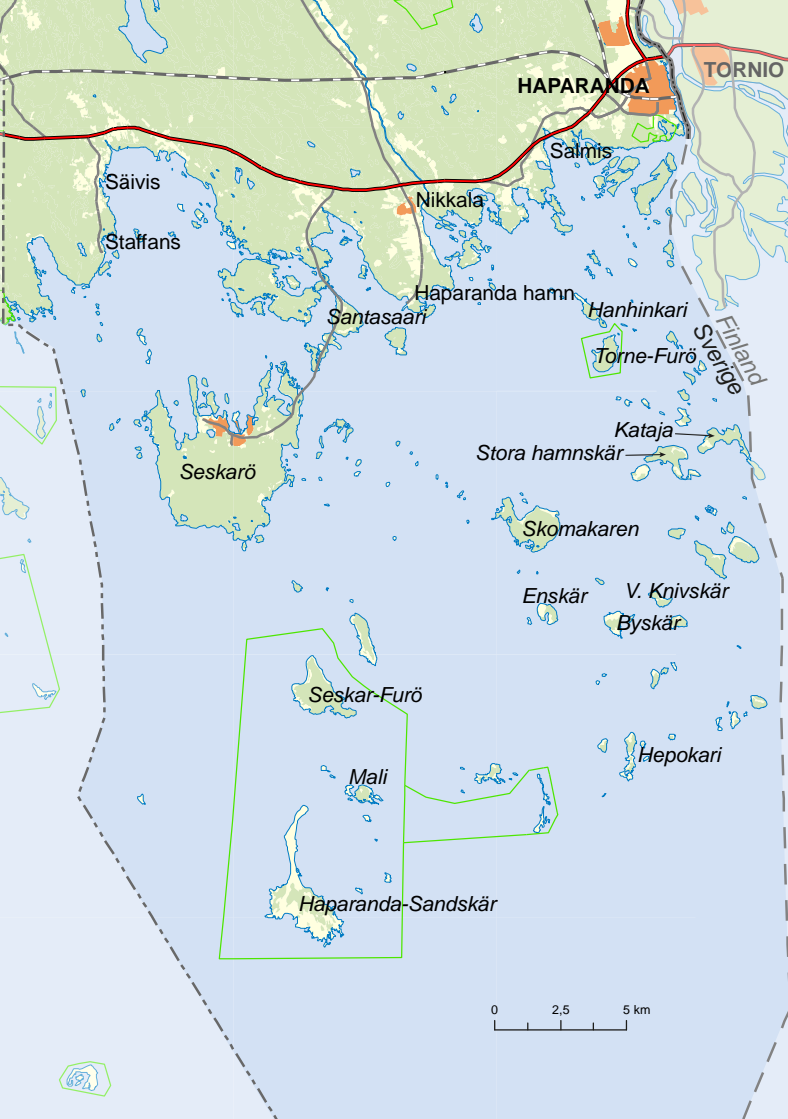 TORNIO
HAPARANDA
Salmis
Säivis
Nikkala
Staffans
Haparanda hamn
Hanhinkari
Santasaari
Finland
Sverige
Torne-Furö
Kataja
Stora hamnskär
Seskarö
Skomakaren
V. Knivskär
Enskär
Byskär
Seskar-Furö
Hepokari
Mali
Haparanda-Sandskär
0 2,5 5 km